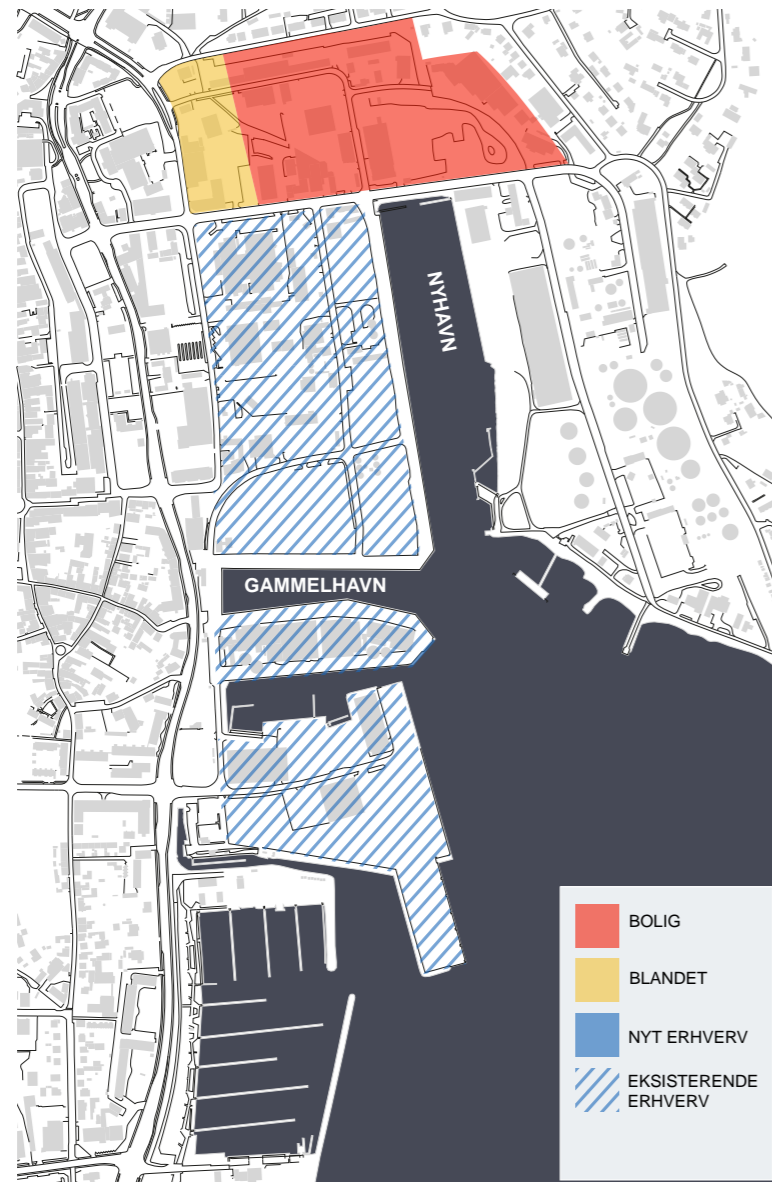 NYHAVN
GAMMELHAVN
BOLIG
BLANDET
NYT ERHVERV
EKSISTERENDE
ERHVERV